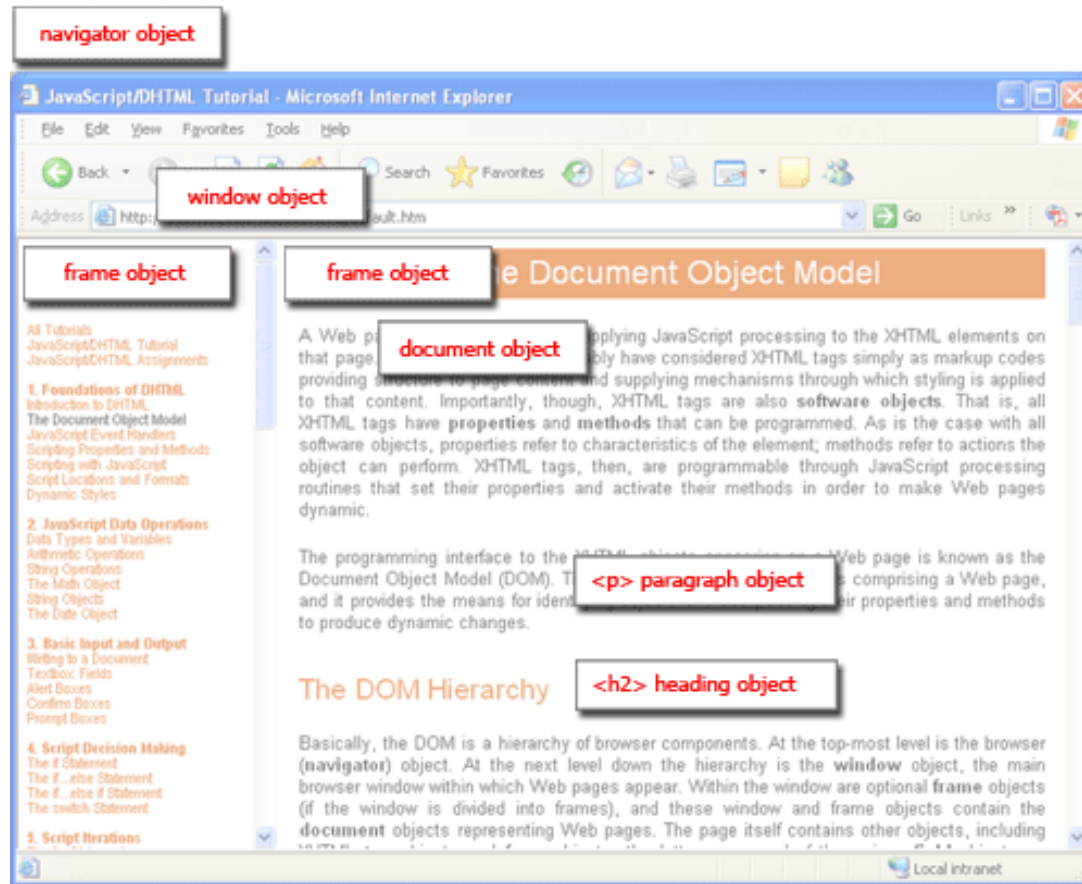 navigator object
JavaScript/DHTML Tutorial - Microsoft Internet Explorer
File Edit View Favorites Tools Help
Back Search Favorites
window object
Address http:/ ault.htm Go Links »
frame object
frame object
e Document Object Model
All Tutorials
JavaScript/DHTML Tutorial
JavaScript/DHTML Assignments
1. Foundations of DHTML
Introduction to DHTML
The Document Object Model
JavaScript Event Handlers
Scripting Properties and Methods
Scripting with JavaScript
Script Locations and Formats
Dynamic Styles
2. JavaScript Data Operations
Data Types and Variables
Arithmetic Operations
String Operations
The Math Object
String Objects
The Date Object
3. Basic Input and Output
Writing to a Document
Textbox Fields
Alert Boxes
Confirm Boxes
Prompt Boxes
4. Script Decision Making
The if Statement
The if...else Statement
The if...else if Statement
The switch Statement
5. Script Iterations
A Web pa pplying JavaScript processing to the XHTML elements on
document object
that page. ably have considered XHTML tags simply as markup codes
providing structure to page content and supplying mechanisms through which styling is applied
to that content. Importantly, though, XHTML tags are also software objects. That is, all
XHTML tags have properties and methods that can be programmed. As is the case with all
software objects, properties refer to characteristics of the element; methods refer to actions the
object can perform. XHTML tags, then, are programmable through JavaScript processing
routines that set their properties and activate their methods in order to make Web pages
dynamic.
The programming interface to the XHTML objects appearing on a Web page is known as the
Document Object Model (DOM). T s comprising a Web page,
<p> paragraph object
and it provides the means for ident eir properties and methods
to produce dynamic changes.
The DOM Hierarchy
<h2> heading object
Basically, the DOM is a hierarchy of browser components. At the top-most level is the browser
(navigator) object. At the next level down the hierarchy is the window object, the main
browser window within which Web pages appear. Within the window are optional frame objects
(if the window is divided into frames), and these window and frame objects contain the
document objects representing Web pages. The page itself contains other objects, including
Local intranet